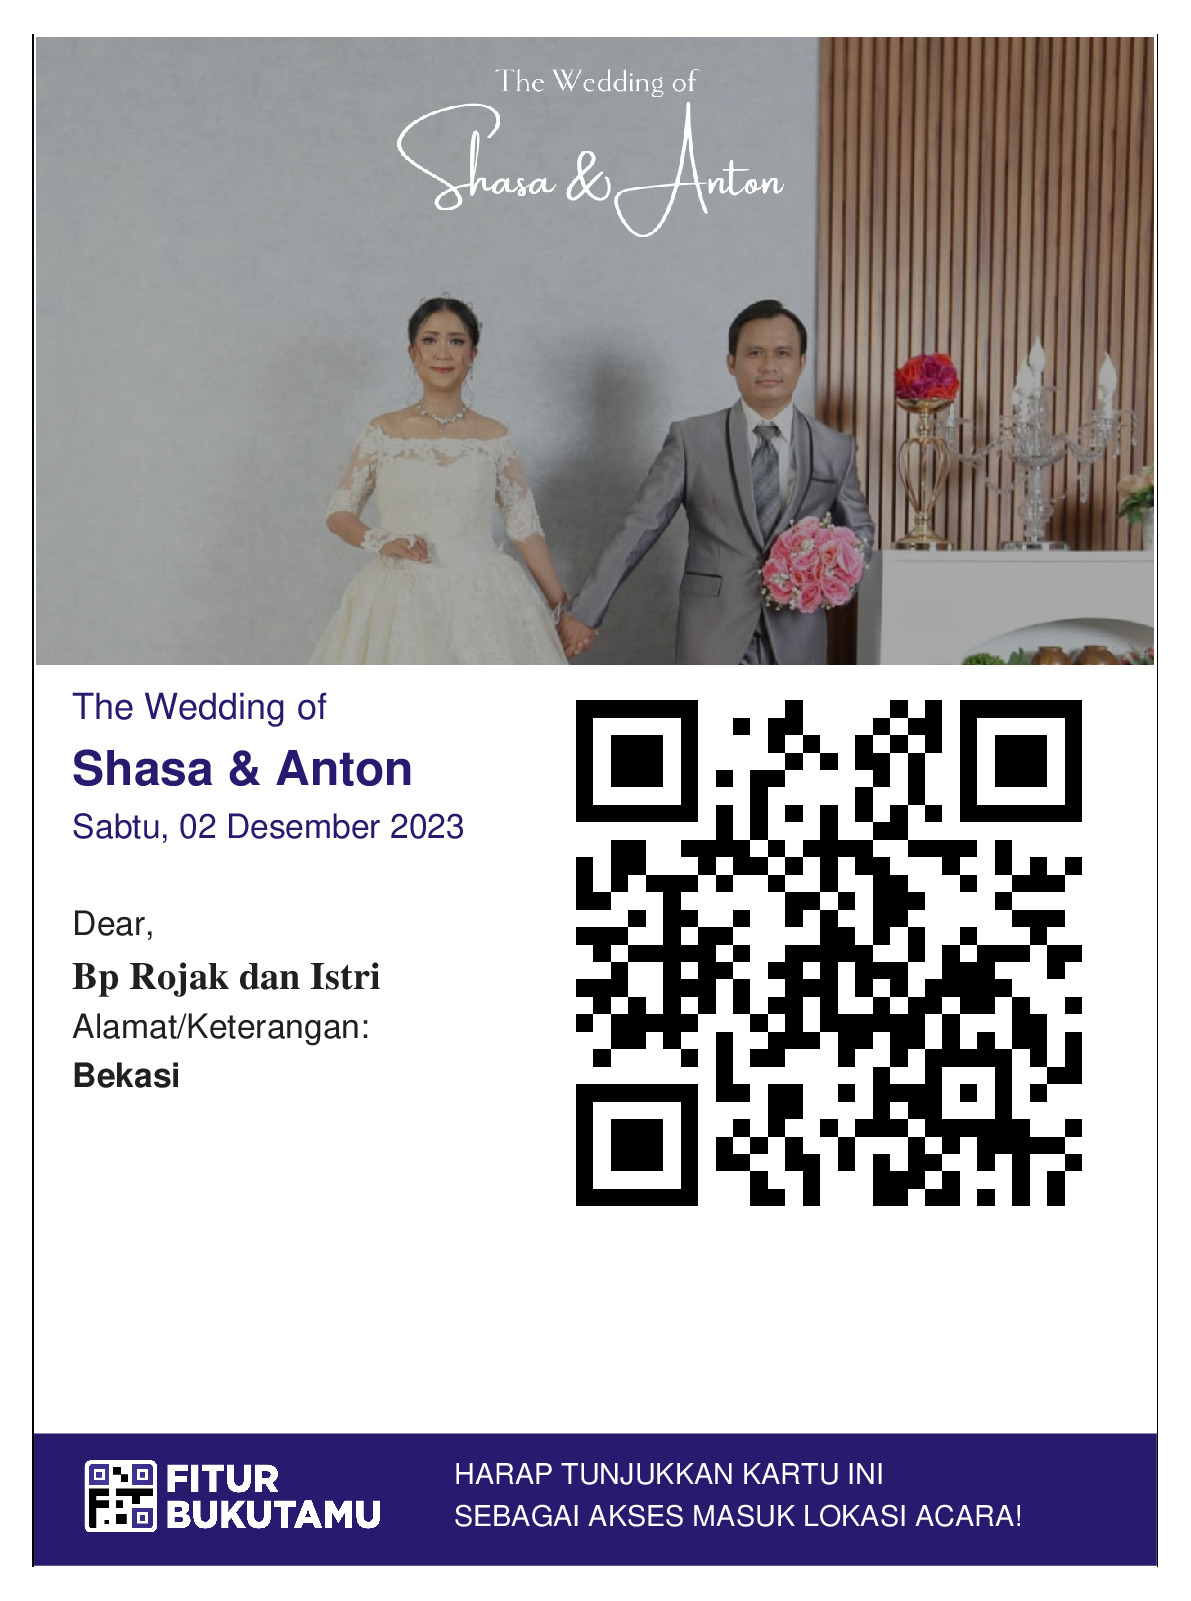 The Wedding of
Shasa & Anton
The Wedding of
Shasa & Anton
Sabtu, 02 Desember 2023
Dear,
Bp Rojak dan Istri
Alamat/Keterangan:
Bekasi
FITUR
BUKUTAMU
HARAP TUNJUKKAN KARTU INI
SEBAGAI AKSES MASUK LOKASI ACARA!